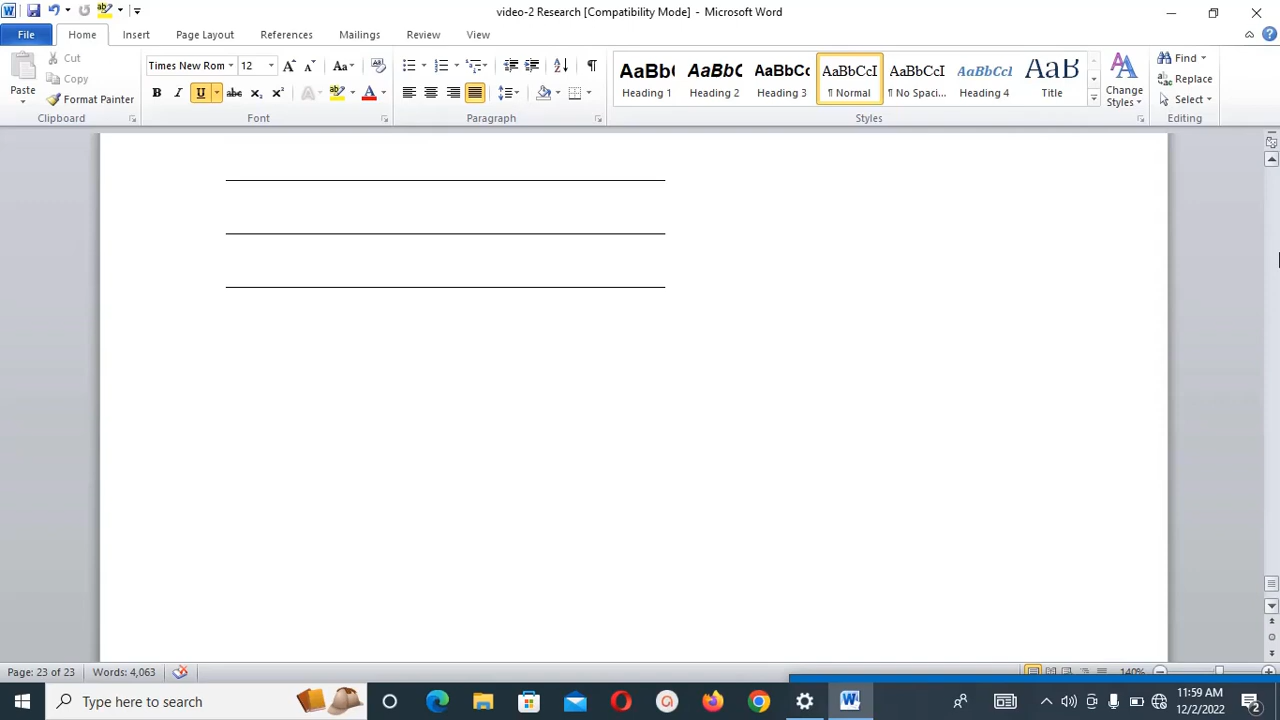 video-2 Research [Compatibility Mode] - Microsoft Word
File Home Insert Page Layout References Mailings Review View
Paste
Cut
Copy
Format Painter
Clipboard
Times New Rom 12
Font
Paragraph
AaBb( AaBbC AaBbCc AaBbCcI AaBbCcI AaBbCcI AaB
Heading 1 Heading 2 Heading 3 ¶ Normal ¶ No Spaci... Heading 4 Title
Styles
Change
Styles
Find
Replace
Select
Editing
Page: 23 of 23 Words: 4,063 140%
Type here to search
11:59 AM
12/2/2022
2